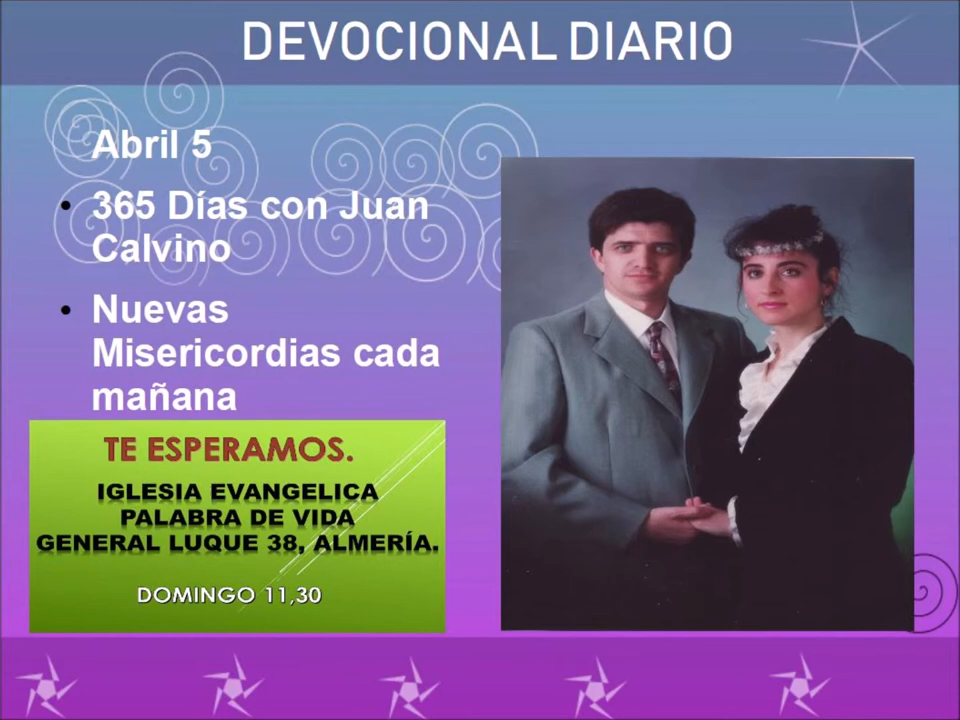 DEVOCIONAL DIARIO
Abril 5
• 365 Días con Juan
Calvino
• Nuevas
Misericordias cada
mañana
TE ESPERAMOS.
IGLESIA EVANGELICA
PALABRA DE VIDA
GENERAL LUQUE 38, ALMERÍA.
DOMINGO 11,30